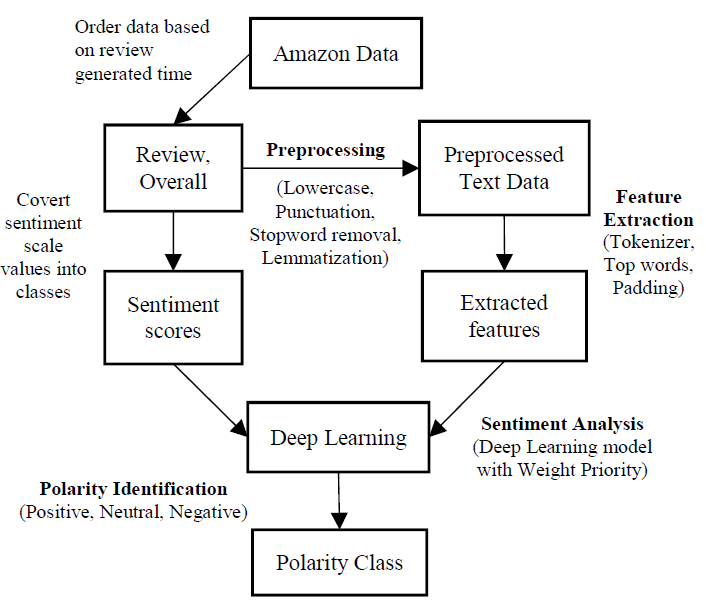 Order data based
on review
generated time
Amazon Data
Review,
Overall
Preprocessing
(Lowercase,
Punctuation,
Stopword removal,
Lemmatization)
Preprocessed
Text Data
Covert
sentiment
scale
values into
classes
Feature
Extraction
(Tokenizer,
Top words,
Padding)
Sentiment
scores
Extracted
features
Deep Learning
Sentiment Analysis
(Deep Learning model
with Weight Priority)
Polarity Identification
(Positive, Neutral, Negative)
Polarity Class